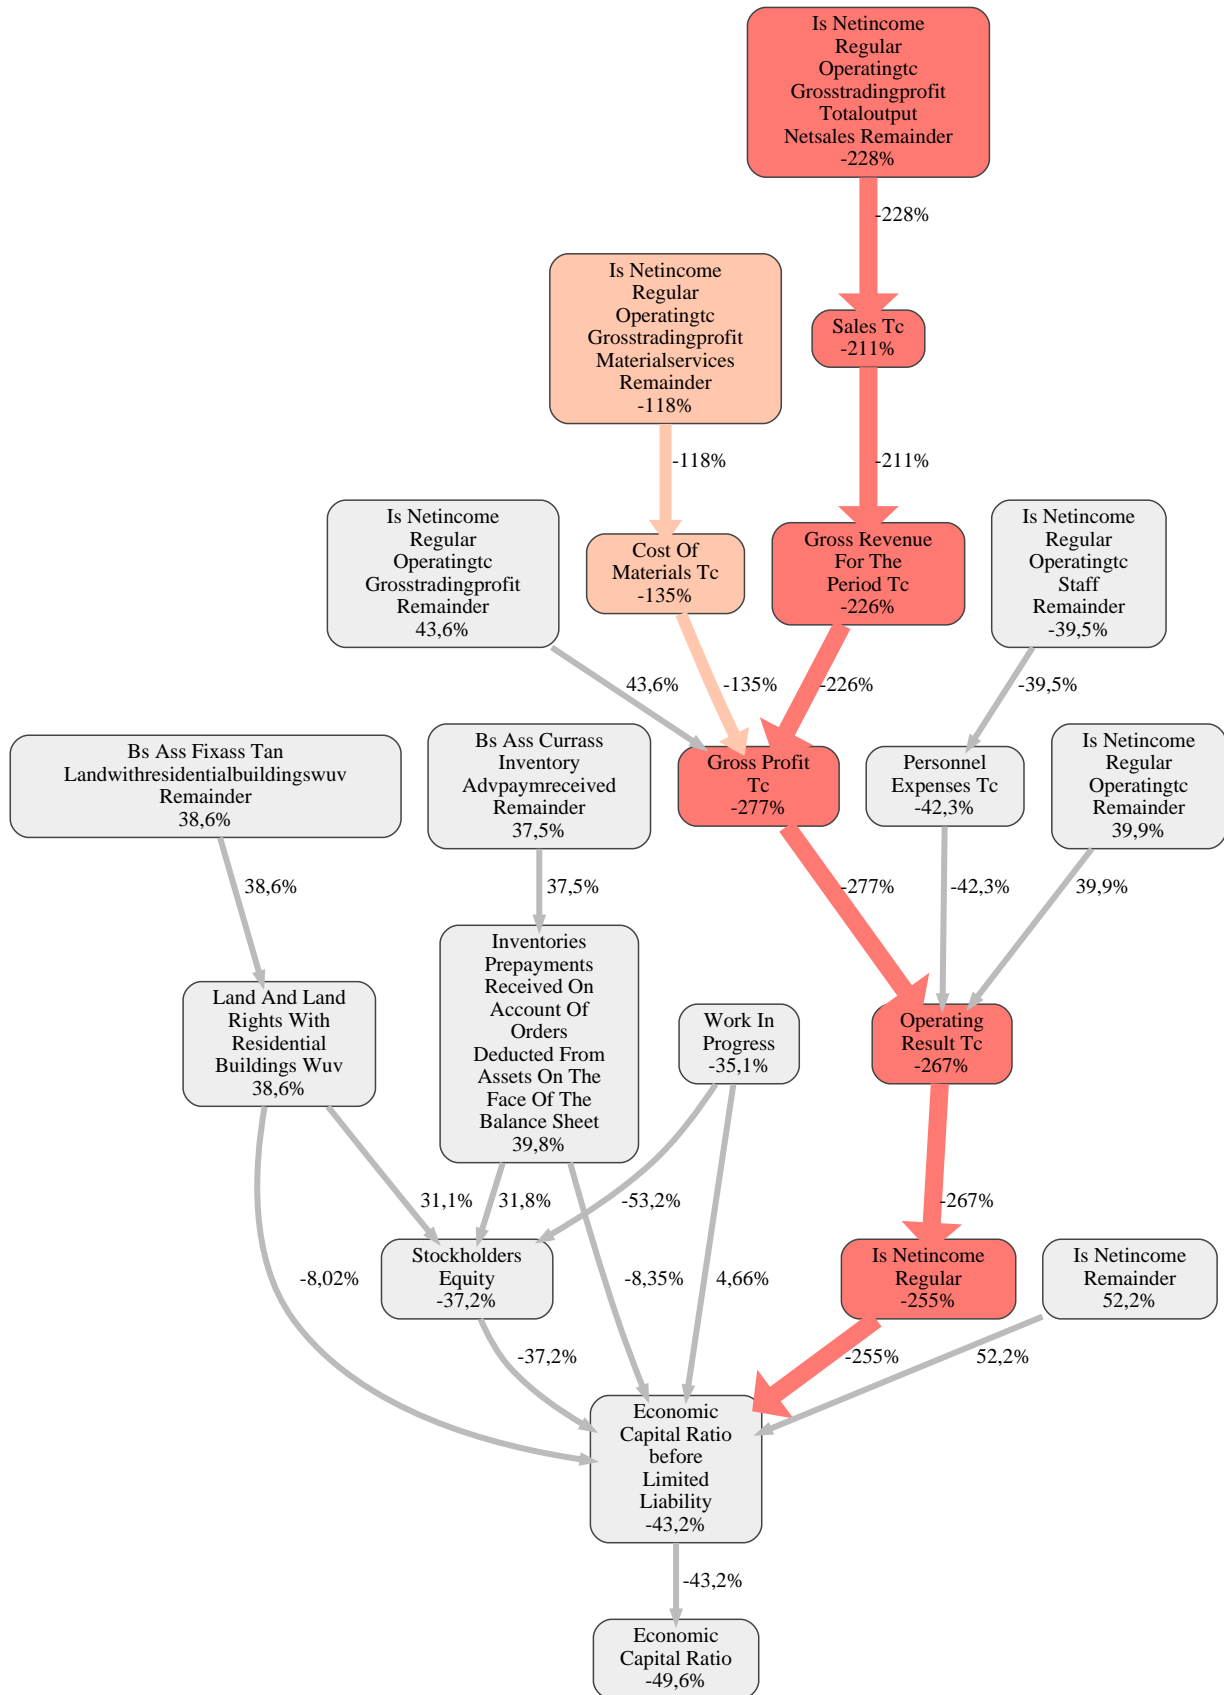 Is Netincome
Regular
Operatingtc
Grosstradingprofit
Totaloutput
Netsales Remainder
-228%
-228%
Is Netincome
Regular
Operatingtc
Grosstradingprofit
Materialservices
Remainder
-118%
Sales Tc
-211%
-118%
-211%
Is Netincome
Regular
Operatingtc
Grosstradingprofit
Remainder
43,6%
Cost Of
Materials Tc
-135%
Gross Revenue
For The
Period Tc
-226%
Is Netincome
Regular
Operatingtc
Staff
Remainder
-39,5%
43,6%
-135%
-226%
-39,5%
Bs Ass Fixass Tan
Landwithresidentialbuildingswuv
Remainder
38,6%
Bs Ass Currass
Inventory
Advpaymreceived
Remainder
37,5%
Gross Profit
Tc
-277%
Personnel
Expenses Tc
-42,3%
Is Netincome
Regular
Operatingtc
Remainder
39,9%
38,6%
37,5%
-277%
-42,3%
39,9%
Land And Land
Rights With
Residential
Buildings Wuv
38,6%
Inventories
Prepayments
Received On
Account Of
Orders
Deducted From
Assets On The
Face Of The
Balance Sheet
39,8%
Work In
Progress
-35,1%
Operating
Result Tc
-267%
31,1%
31,8%
-53,2%
-267%
-8,02%
Stockholders
Equity
-37,2%
-8,35%
4,66%
Is Netincome
Regular
-255%
Is Netincome
Remainder
52,2%
-37,2%
-255%
52,2%
Economic
Capital Ratio
before
Limited
Liability
-43,2%
-43,2%
Economic
Capital Ratio
-49,6%